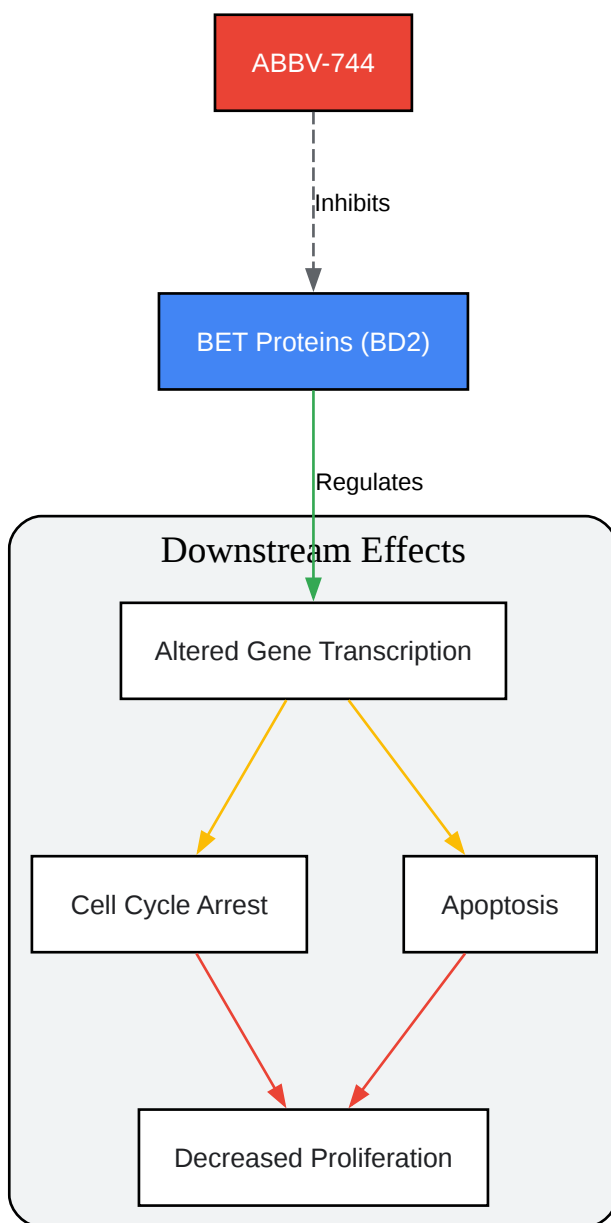 ABBV-744
Inhibits
BET Proteins (BD2)
Regulates
Downstream Effects
Altered Gene Transcription
Cell Cycle Arrest
Apoptosis
Decreased Proliferation